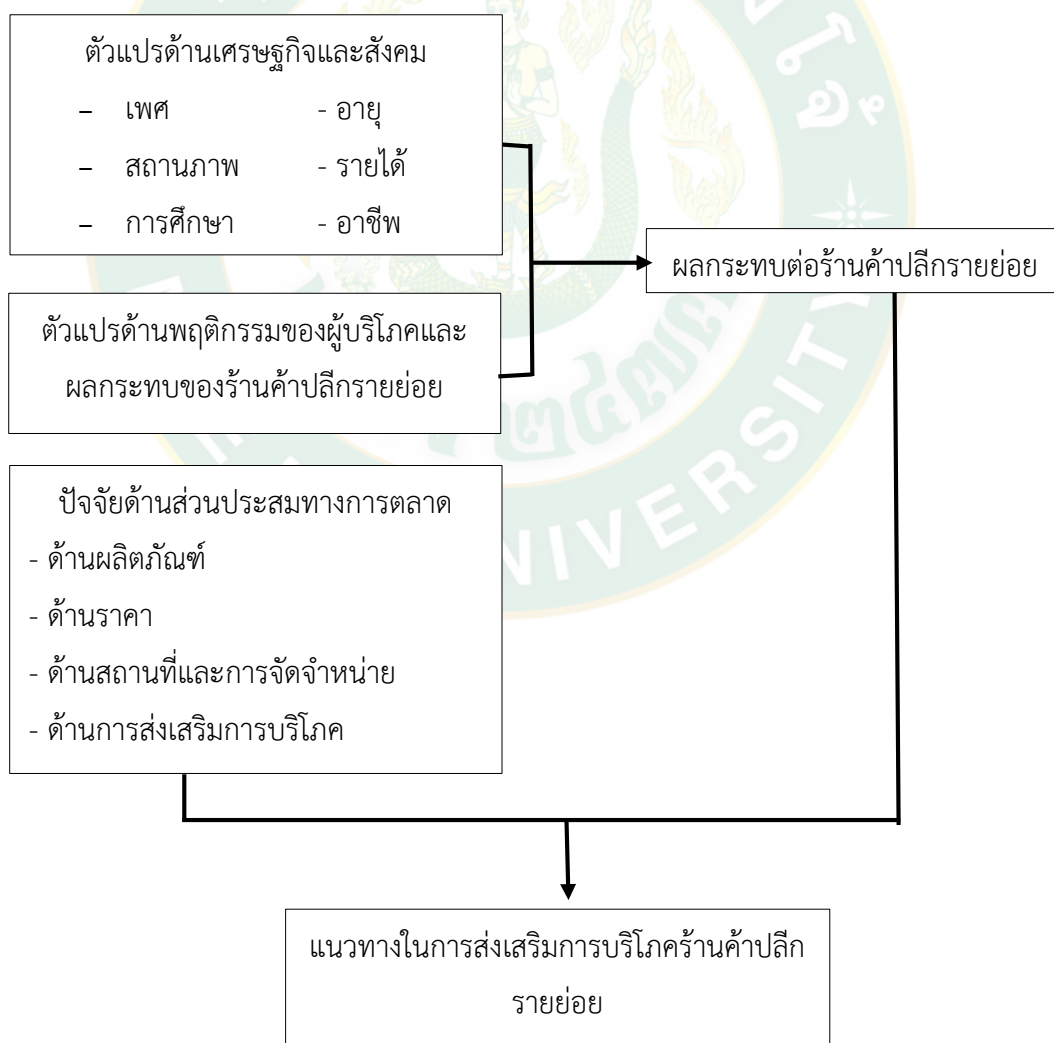 ตัวแปรด้านเศรษฐกิจและสังคม
– เพศ - อายุ
– สถานภาพ - รายได้
– การศึกษา - อาชีพ
ผลกระทบต่อร้านค้าปลีกรายย่อย
ตัวแปรด้านพฤติกรรมของผู้บริโภคและ
ผลกระทบของร้านค้าปลีกรายย่อย
ปัจจัยด้านส่วนประสมทางการตลาด
- ด้านผลิตภัณฑ์
- ด้านราคา
- ด้านสถานที่และการจัดจำหน่าย
- ด้านการส่งเสริมการบริโภค
แนวทางในการส่งเสริมการบริโภคร้านค้าปลีก
รายย่อย